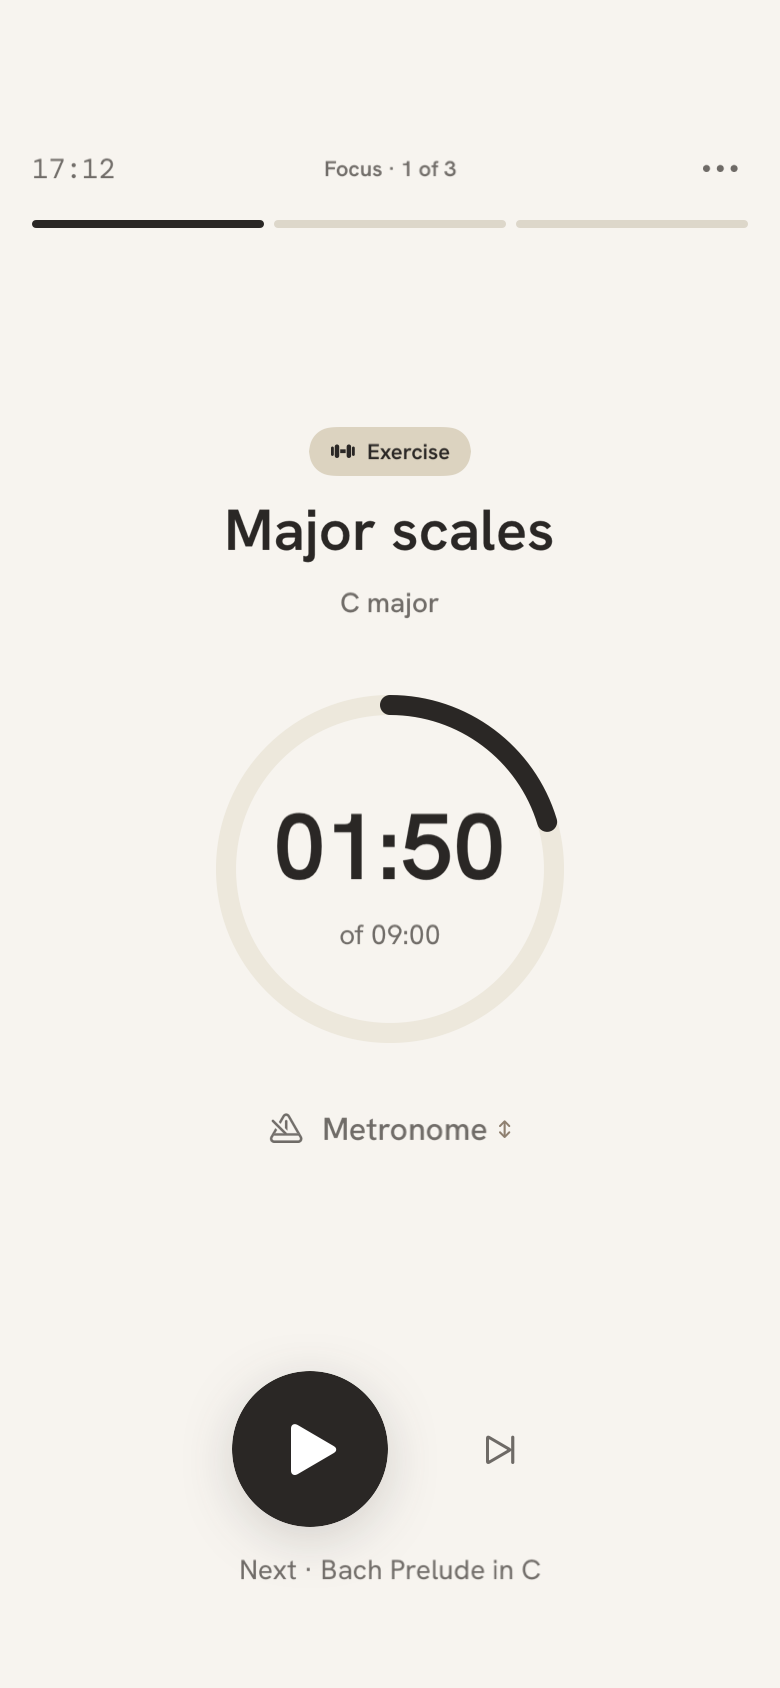 17:12
Focus · 1 of 3
Exercise
Major scales
C major
01:50
of 09:00
Metronome
Next · Bach Prelude in C